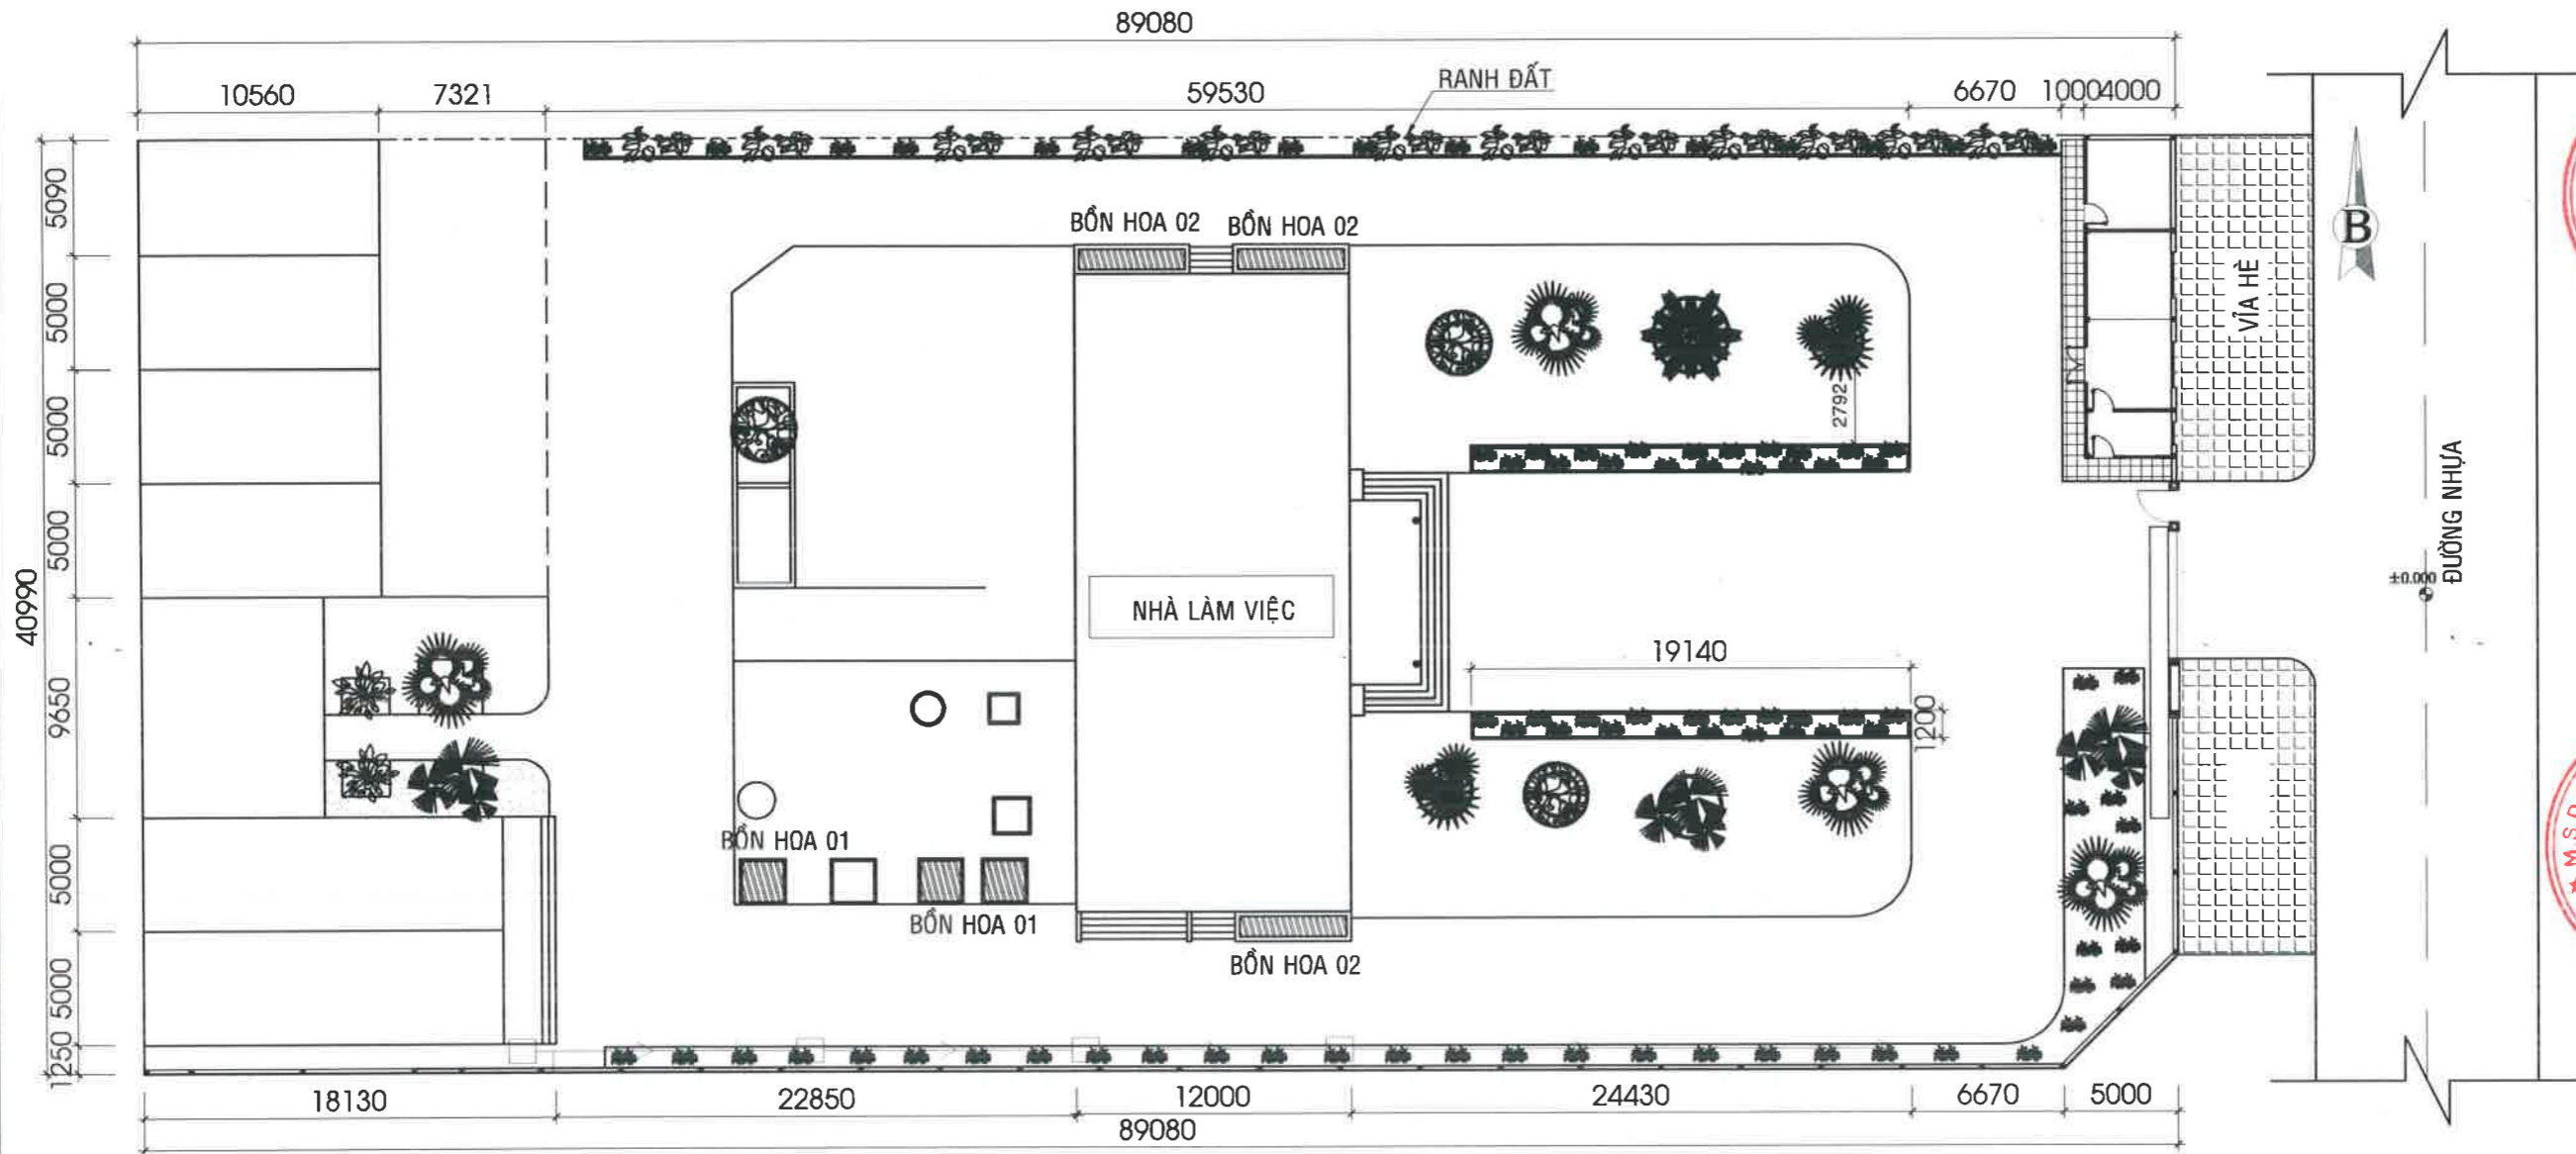 89080
10560 7321 59530 RANH ĐẤT 6670 1000 4000
BỒN HOA 02 BỒN HOA 02
B
VỈA HÈ
2792
ĐƯỜNG NHỰA
±0.000
NHÀ LÀM VIỆC
19140
1200
BỒN HOA 01
BỒN HOA 01
BỒN HOA 02
40990
5090
5000
5000
5000
9650
5000
5000
1250
18130 22850 12000 24430 6670 5000
89080
★ M.S.D